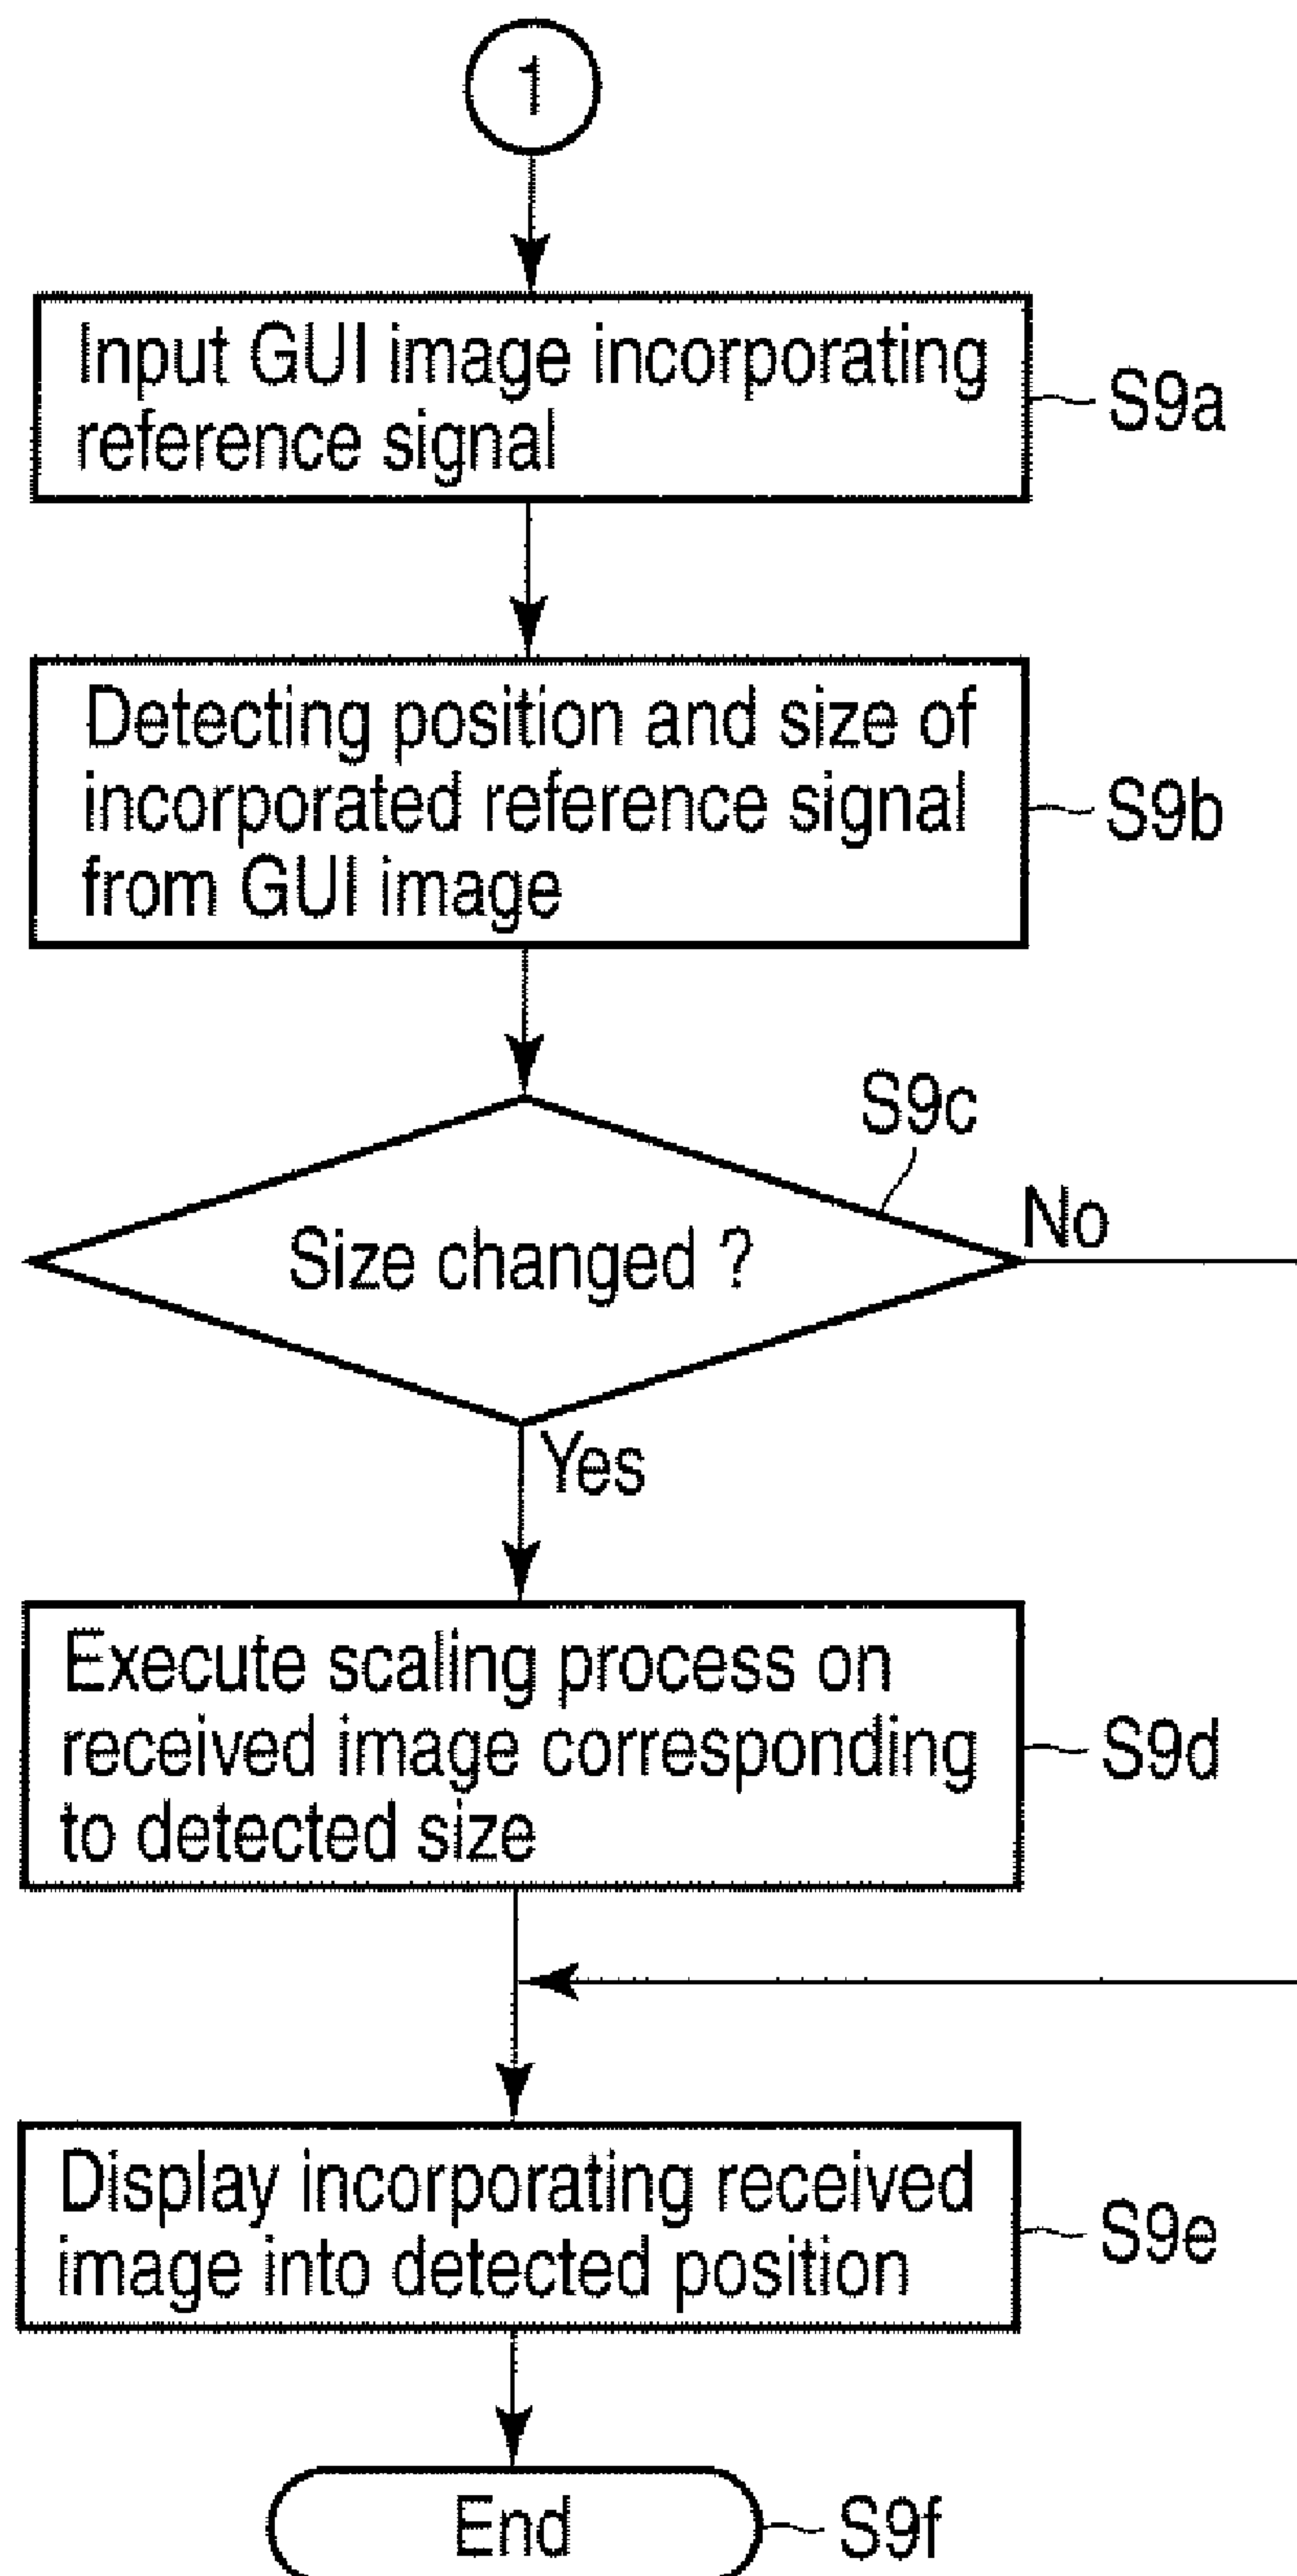 1
Input GUI image incorporating
reference signal
S9a
Detecting position and size of
incorporated reference signal
from GUI image
S9b
S9c
Size changed ?
No
Yes
Execute scaling process on
received image corresponding
to detected size
S9d
Display incorporating received
image into detected position
S9e
End
S9f